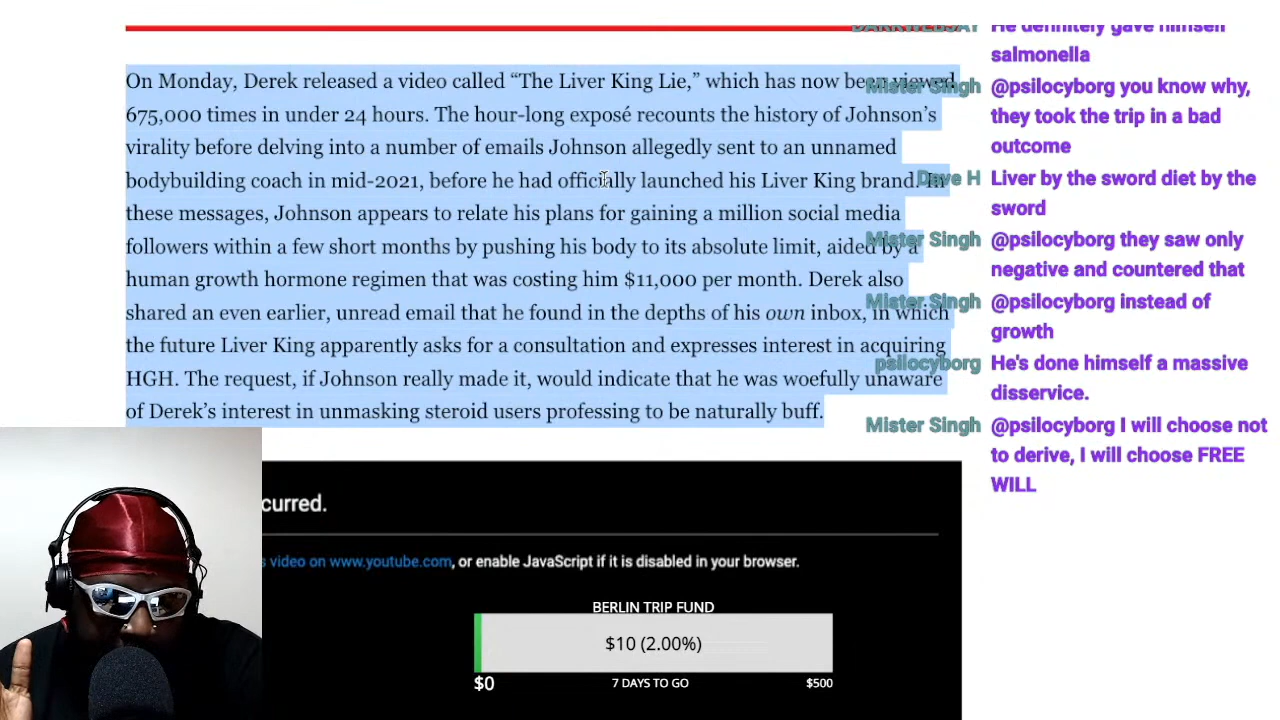 On Monday, Derek released a video called “The Liver King Lie,” which has now been viewed
675,000 times in under 24 hours. The hour-long exposé recounts the history of Johnson’s
virality before delving into a number of emails Johnson allegedly sent to an unnamed
bodybuilding coach in mid-2021, before he had officially launched his Liver King brand. In
these messages, Johnson appears to relate his plans for gaining a million social media
followers within a few short months by pushing his body to its absolute limit, aided by a
human growth hormone regimen that was costing him $11,000 per month. Derek also
shared an even earlier, unread email that he found in the depths of his own inbox, in which
the future Liver King apparently asks for a consultation and expresses interest in acquiring
HGH. The request, if Johnson really made it, would indicate that he was woefully unaware
of Derek’s interest in unmasking steroid users professing to be naturally buff.
He definitely gave himself
salmonella
Mister Singh @psilocyborg you know why,
they took the trip in a bad
outcome
Dave H Liver by the sword diet by the
sword
Mister Singh @psilocyborg they saw only
negative and countered that
Mister Singh @psilocyborg instead of
growth
psilocyborg He's done himself a massive
disservice.
Mister Singh @psilocyborg I will choose not
to derive, I will choose FREE
WILL
curred.
video on www.youtube.com, or enable JavaScript if it is disabled in your browser.
BERLIN TRIP FUND
$10 (2.00%)
$0 7 DAYS TO GO $500